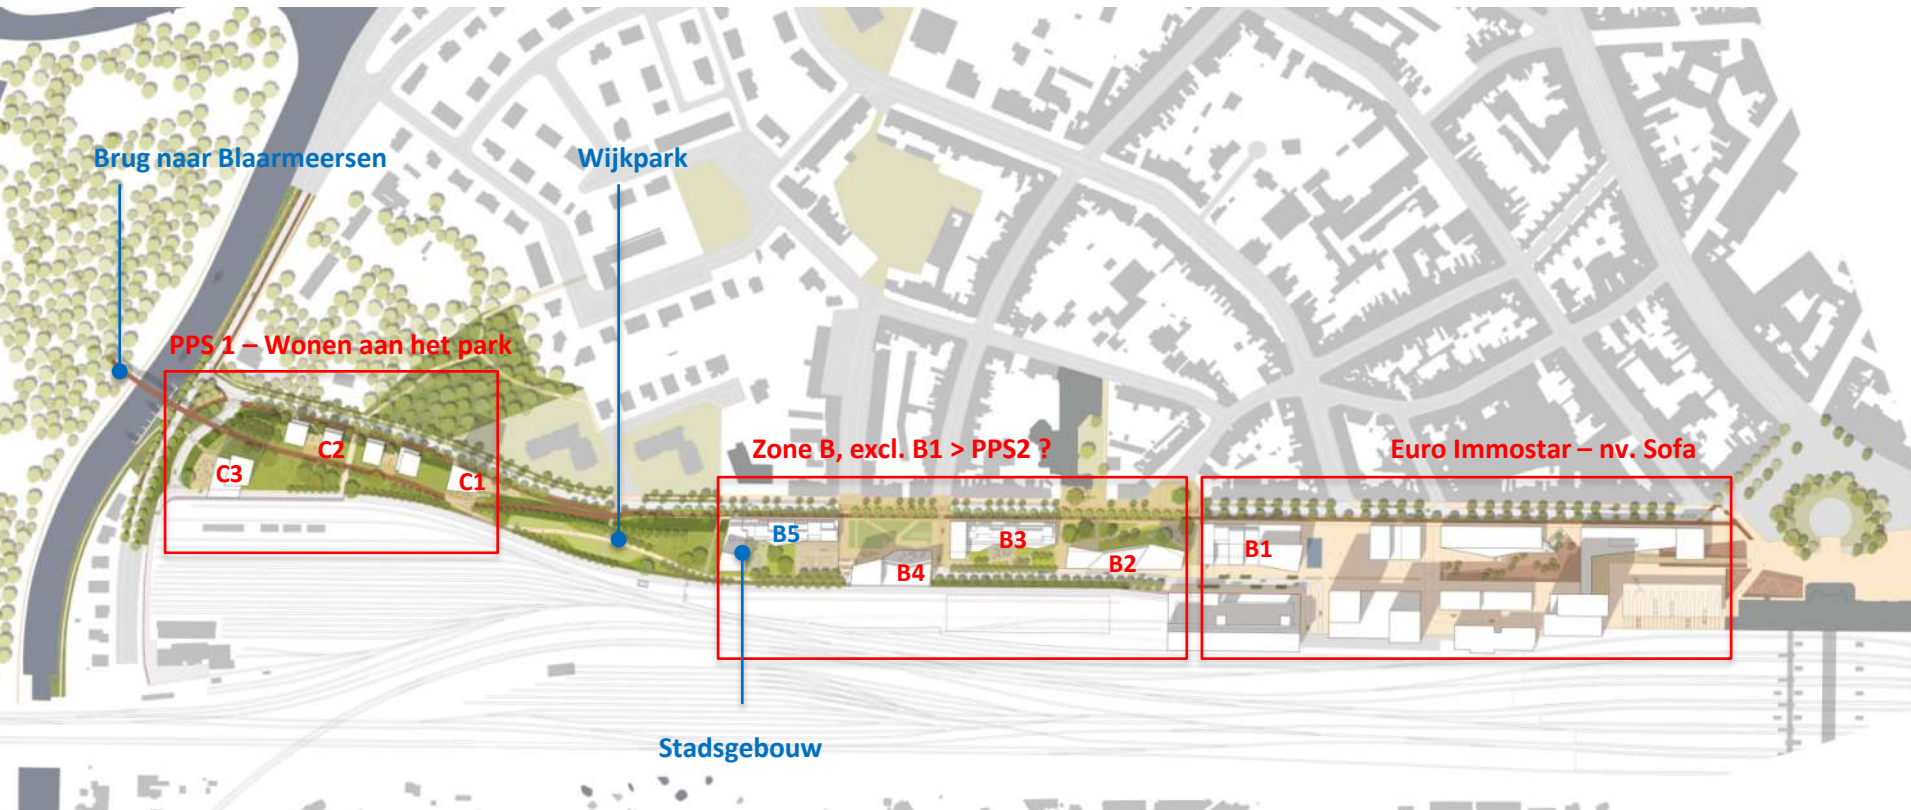 Brug naar Blaarmeersen
Wijkpark
PPS 1 – Wonen aan het park
Zone B, excl. B1 > PPS2 ?
Euro Immostar – nv. Sofa
C2
C3
C1
B5
B3
B1
B4
B2
Stadsgebouw